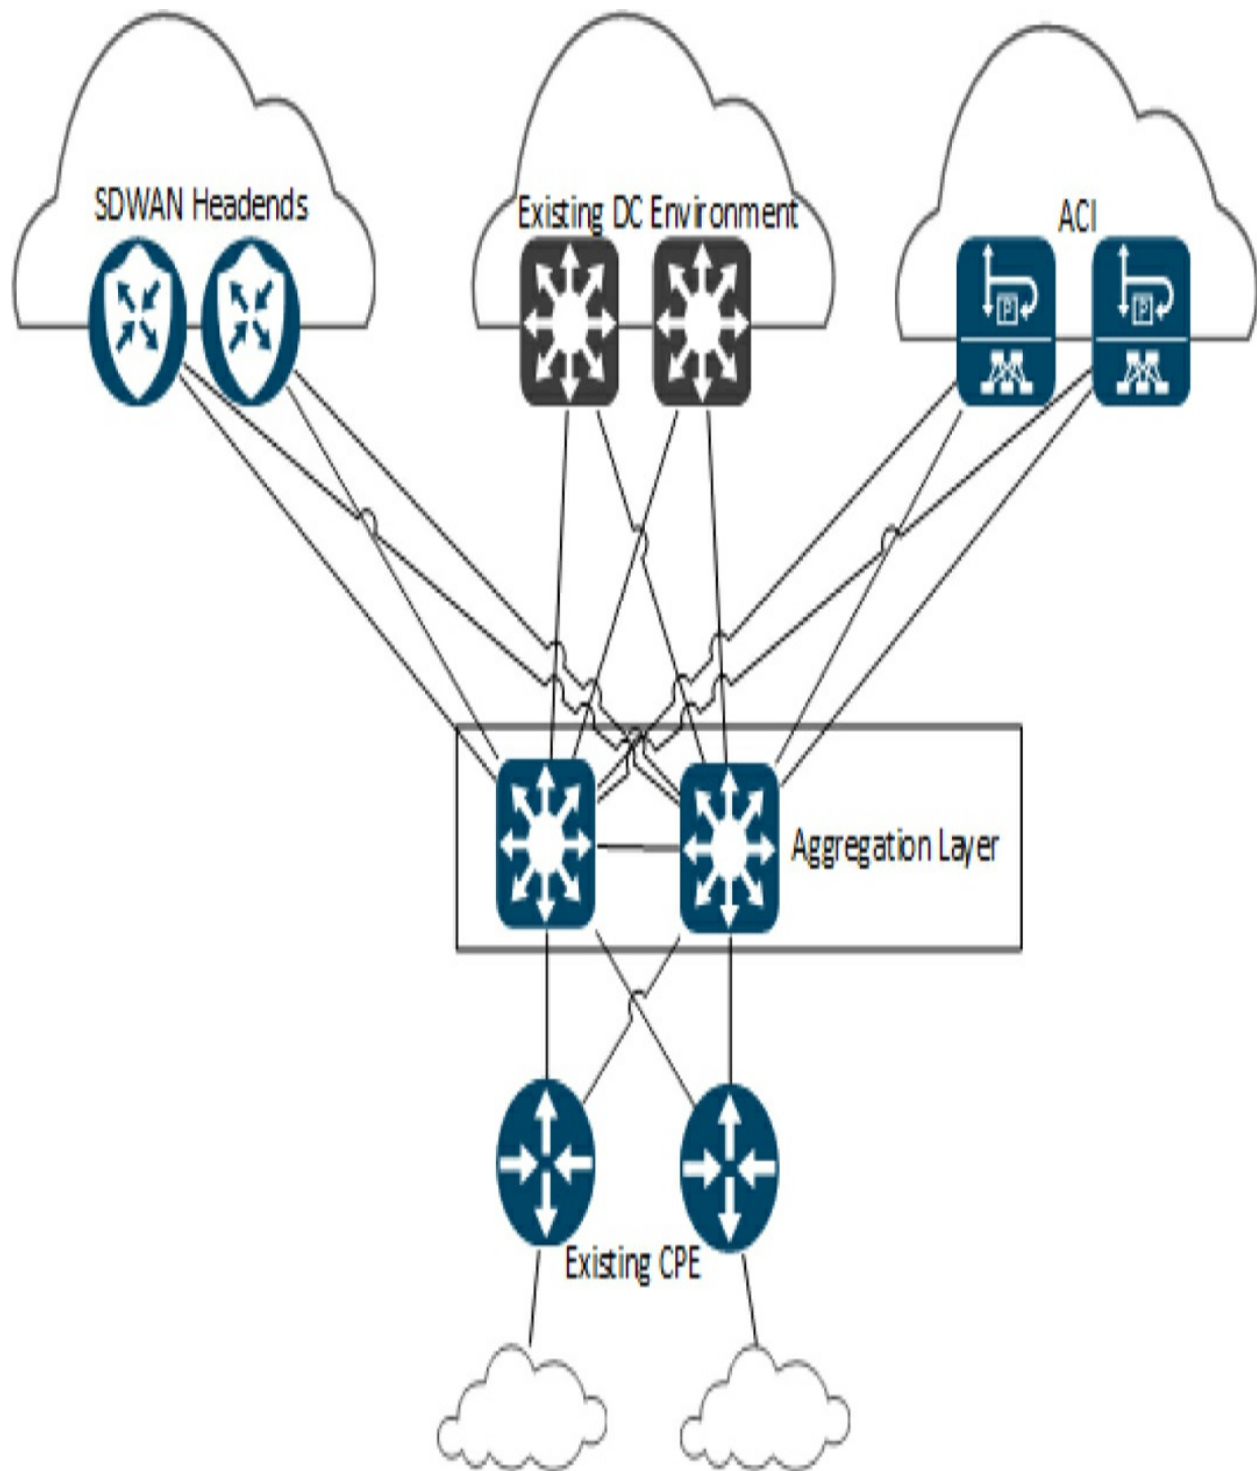 SDWAN Headends
Existing DC Environment
ACI
P
P
Aggregation Layer
Existing CPE